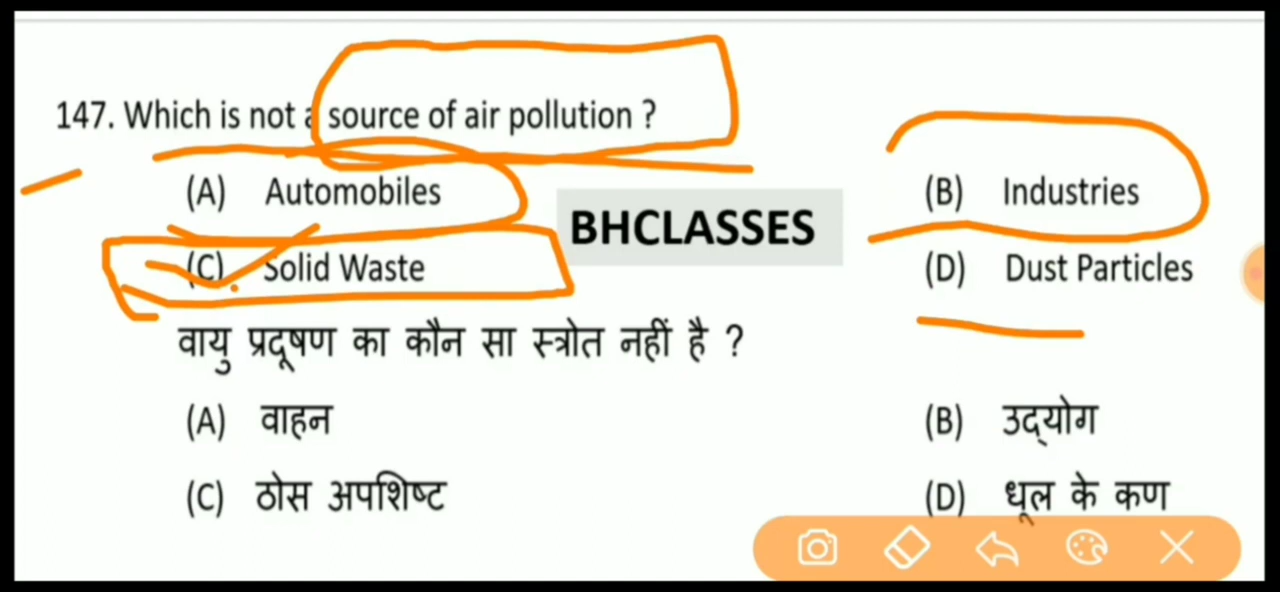 147. Which is not a source of air pollution ?
(A) Automobiles (B) Industries
BHCLASSES
(C) Solid Waste (D) Dust Particles
वायु प्रदूषण का कौन सा स्त्रोत नहीं है ?
(A) वाहन (B) उद्‌योग
(C) ठोस अपशिष्ट (D) धूल के कण